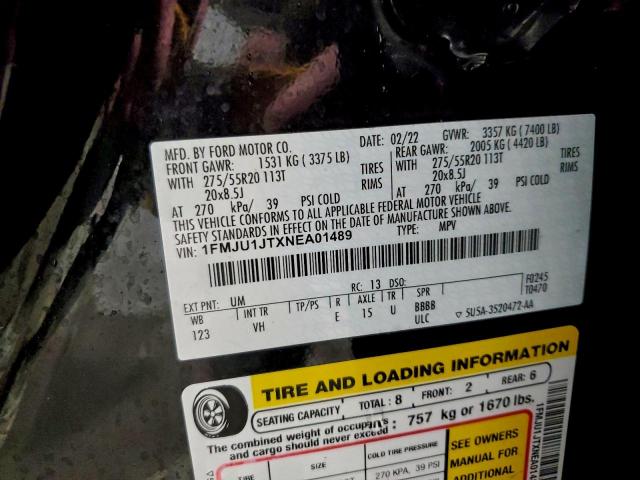 MFD. BY FORD MOTOR CO.
DATE: 02/22 GVWR: 3357 KG ( 7400 LB)
FRONT GAWR: 1531 KG ( 3375 LB) REAR GAWR: 2005 KG ( 4420 LB)
WITH 275/55R20 113T TIRES WITH 275/55R20 113T TIRES
20x8.5J RIMS 20x8.5J RIMS
AT 270 kPa/ 39 PSI COLD AT 270 kPa/ 39 PSI COLD
THIS VEHICLE CONFORMS TO ALL APPLICABLE FEDERAL MOTOR VEHICLE
SAFETY STANDARDS IN EFFECT ON THE DATE OF MANUFACTURE SHOWN ABOVE.
VIN: 1FMJU1JTXNEA01489 TYPE: MPV
EXT PNT: UM RC: 13 DSO: F0245
WB INT TR TP/PS R AXLE TR SPR T0470
123 VH E 15 U BBBB
ULC ▽ 5U5A-3520472-AA
TIRE AND LOADING INFORMATION
SEATING CAPACITY TOTAL: 8 FRONT: 2 REAR: 6
The combined weight of occupants
and cargo should never exceed : 757 kg or 1670 lbs.
SIZE COLD TIRE PRESSURE SEE OWNERS
270 KPA, 39 PSI MANUAL FOR
ADDITIONAL